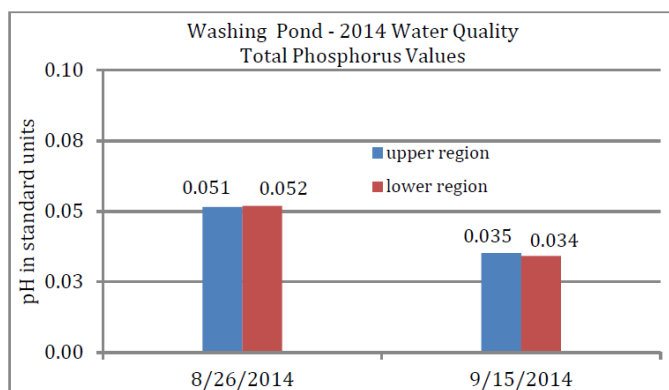 Washing Pond - 2014 Water Quality
Total Phosphorus Values
pH in standard units
0.10
0.08
0.05
0.03
0.00
upper region
lower region
0.051 0.052
0.035 0.034
8/26/2014 9/15/2014